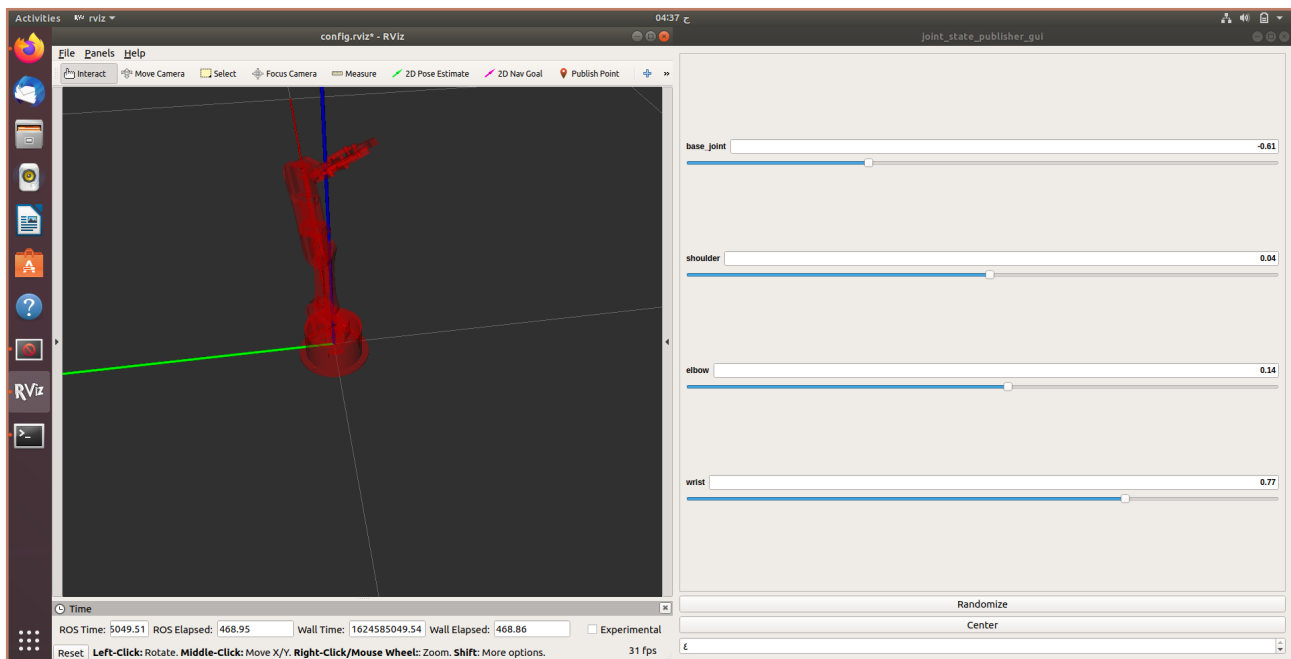 Activities RViz rviz 04:37 ج
config.rviz* - RViz
joint_state_publisher_gui
File Panels Help
Interact Move Camera Select Focus Camera Measure 2D Pose Estimate 2D Nav Goal Publish Point »
base_joint -0.61
shoulder 0.04
elbow 0.14
wrist 0.77
RViz
Time
ROS Time: 5049.51 ROS Elapsed: 468.95 Wall Time: 1624585049.54 Wall Elapsed: 468.86 Experimental
Reset Left-Click: Rotate. Middle-Click: Move X/Y. Right-Click/Mouse Wheel:: Zoom. Shift: More options. 31 fps
Randomize
Center
٤